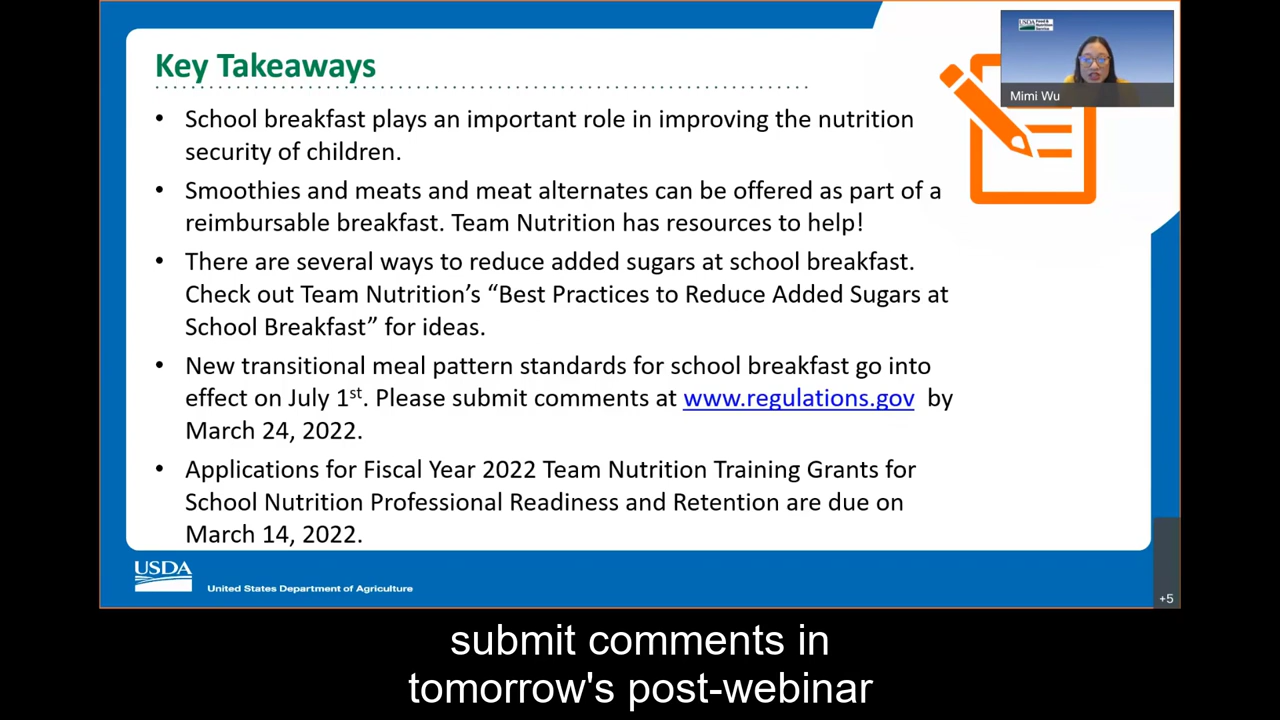 Key Takeaways
• School breakfast plays an important role in improving the nutrition
security of children.
• Smoothies and meats and meat alternates can be offered as part of a
reimbursable breakfast. Team Nutrition has resources to help!
• There are several ways to reduce added sugars at school breakfast.
Check out Team Nutrition’s “Best Practices to Reduce Added Sugars at
School Breakfast” for ideas.
• New transitional meal pattern standards for school breakfast go into
effect on July 1st. Please submit comments at www.regulations.gov by
March 24, 2022.
• Applications for Fiscal Year 2022 Team Nutrition Training Grants for
School Nutrition Professional Readiness and Retention are due on
March 14, 2022.
USDA
Food and
Nutrition
Service
Mimi Wu
USDA
United States Department of Agriculture
+5
submit comments in
tomorrow's post-webinar